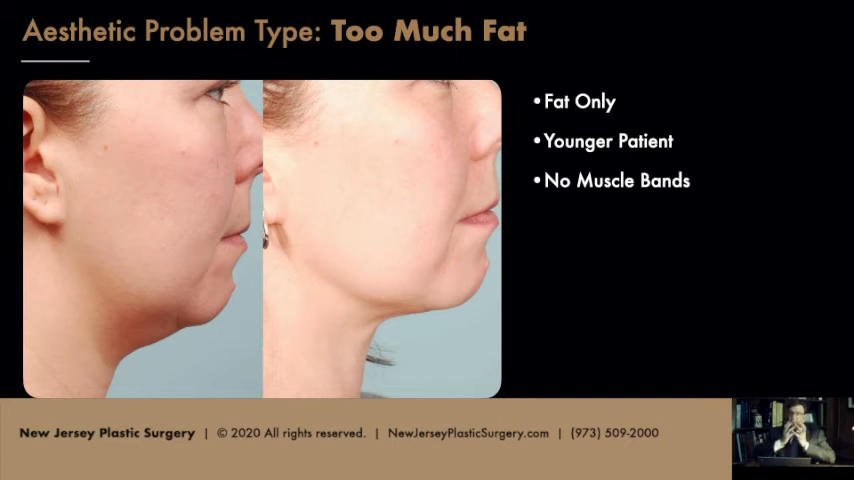 Aesthetic Problem Type: Too Much Fat
•Fat Only
•Younger Patient
•No Muscle Bands
New Jersey Plastic Surgery | © 2020 All rights reserved. | NewJerseyPlasticSurgery.com | (973) 509-2000